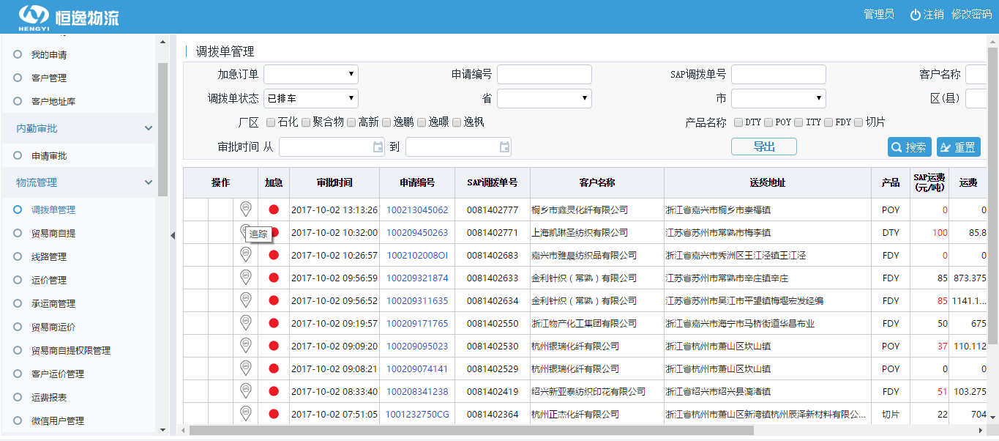 恒逸物流
HENGYI
管理员 注销 修改密码
我的申请
客户管理
客户地址库
内勤审批
申请审批
物流管理
调拨单管理
贸易商自提
线路管理
运价管理
承运商管理
贸易商运价
贸易商自提权限管理
客户运价管理
运费报表
微信用户管理
调拨单管理
加急订单 申请编号 SAP调拨单号 客户名称
调拨单状态 已排车 省 市 区(县)
厂区 石化 聚合物 高新 逸鹏 逸暻 逸枫 产品名称 DTY POY ITY FDY 切片
审批时间 从 到 导出 搜索 重置
操作 加急 审批时间 申请编号 SAP调拨单号 客户名称 送货地址 产品 SAP运费(元/吨) 运费
2017-10-02 13:13:26 100213045062 0081402777 桐乡市鑫灵化纤有限公司 浙江省嘉兴市桐乡市崇福镇 POY 0 0
2017-10-02 10:32:00 100209450263 0081402771 上海凯琳圣纺织有限公司 江苏省苏州市常熟市梅李镇 DTY 100 85.8
追踪
2017-10-02 10:26:57 1002102008OI 0081402683 嘉兴市雅晨纺织品有限公司 浙江省嘉兴市秀洲区王江泾镇王江泾 FDY 0 0
2017-10-02 09:56:59 100209321874 0081402633 金利针织（常熟）有限公司 江苏省苏州市常熟市辛庄镇辛庄 FDY 85 873.375
2017-10-02 09:56:52 100209311635 0081402634 金利针织（常熟）有限公司 江苏省苏州市吴江市平望镇梅堰宏发经编 FDY 85 1141.1...
2017-10-02 09:19:57 100209171765 0081402550 浙江物产化工集团有限公司 浙江省嘉兴市海宁市马桥街道华昌布业 FDY 50 675
2017-10-02 09:09:20 100209095023 0081402530 杭州银瑞化纤有限公司 浙江省杭州市萧山区坎山镇 POY 37 110.112
2017-10-02 09:08:21 100209074141 0081402529 杭州银瑞化纤有限公司 浙江省杭州市萧山区坎山镇 POY 0 0
2017-10-02 08:33:40 100208341238 0081402419 绍兴新亚泰纺织印花有限公司 浙江省绍兴市绍兴县漓渚镇 FDY 51 103.275
2017-10-02 07:51:05 1001232750CG 0081402364 杭州正杰化纤有限公司 浙江省杭州市萧山区新湾镇杭州辰泽新材料有限公... 切片 22 704